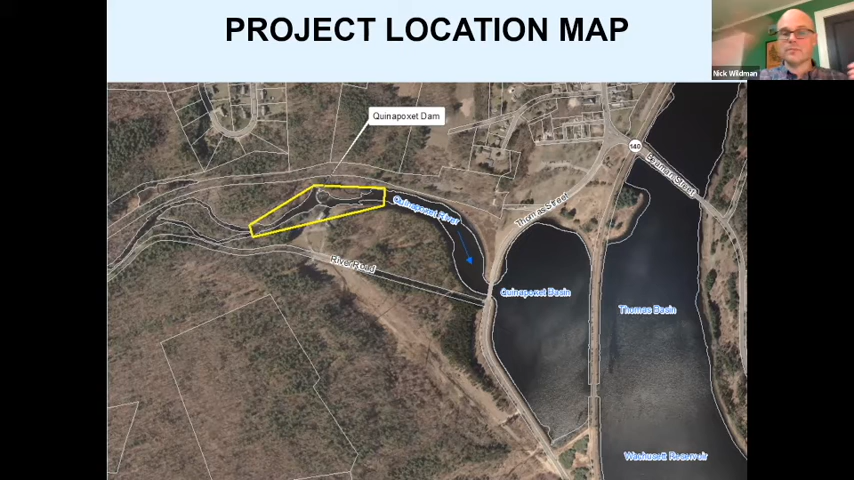 PROJECT LOCATION MAP
Nick Wildman
Quinapoxet Dam
140
Beaman Street
Quinapoxet River
Thomas Street
River Road
Quinapoxet Basin
Thomas Basin
Wachusett Reservoir